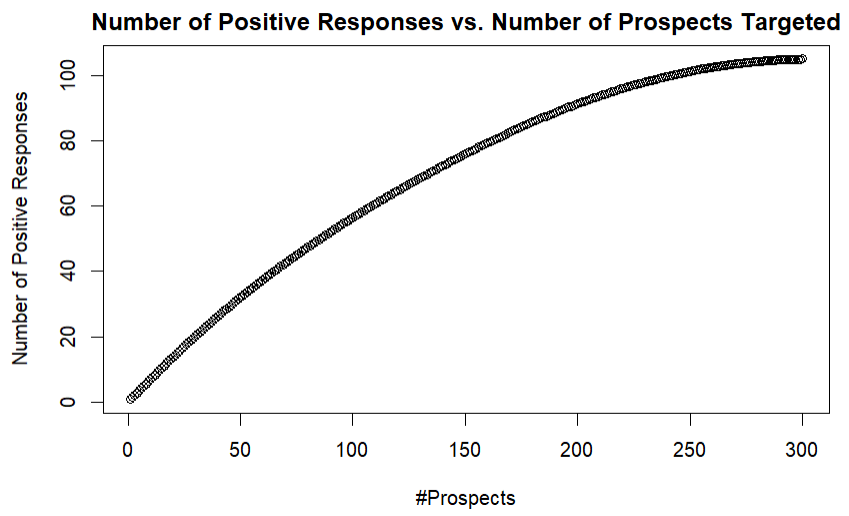 Number of Positive Responses vs. Number of Prospects Targeted
Number of Positive Responses
100
80
60
40
20
0
0 50 100 150 200 250 300
#Prospects